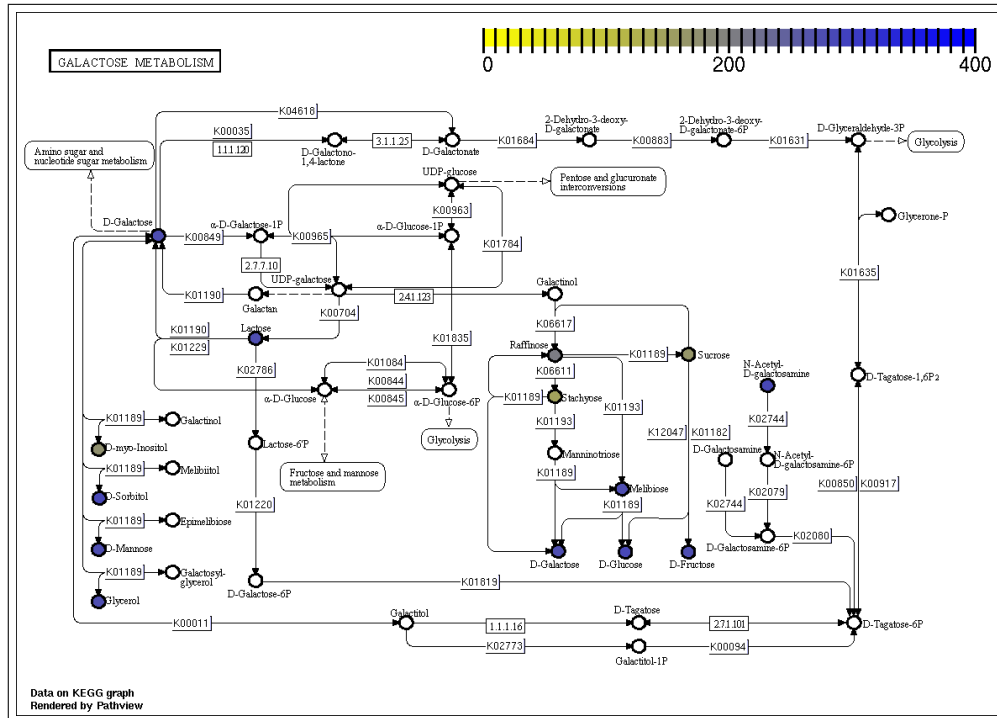 0
200
400
GALACTOSE METABOLISM
K04618
K00035
1.1.1.120
D-Galactono-
1,4-lactone
3.1.1.25
D-Galactonate
K01684
2-Dehydro-3-deoxy-
D-galactonate
K00883
2-Dehydro-3-deoxy-
D-galactonate-6P
K01631
D-Glyceraldehyde-3P
Glycolysis
Amino sugar and
nucleotide sugar metabolism
UDP-glucose
Pentose and glucuronate
interconversions
D-Galactose
K00849
α-D-Galactose-1P
K00965
α-D-Glucose-1P
K00963
K01784
Glycerone-P
2.7.7.10
UDP-galactose
K01635
K01190
Galactan
K00704
2.4.1.123
Galactinol
K01190
K01229
Lactose
K01835
K06617
K02786
K01084
Raffinose
K01189
Sucrose
K00844
K00845
K06611
N-Acetyl-
D-galactosamine
D-Tagatose-1,6P2
α-D-Glucose
α-D-Glucose-6P
K01189
Stachyose
K01193
K01193
K02744
K01189
Galactinol
D-myo-Inositol
Lactose-6'P
Glycolysis
Manninotriose
K12047
K01182
D-Galactosamine
N-Acetyl-
D-galactosamine-6P
K01189
Melibiitol
D-Sorbitol
Fructose and mannose
metabolism
K01189
Melibiose
K01189
K02744
K02079
K00850
K00917
K01220
K01189
Epimelibiose
D-Mannose
D-Galactose
D-Glucose
D-Fructose
D-Galactosamine-6P
K02080
K01189
Galactosyl-
glycerol
Glycerol
D-Galactose-6P
K01819
K00011
Galactitol
1.1.1.16
D-Tagatose
2.7.1.101
D-Tagatose-6P
K02773
Galactitol-1P
K00094
Data on KEGG graph
Rendered by Pathview